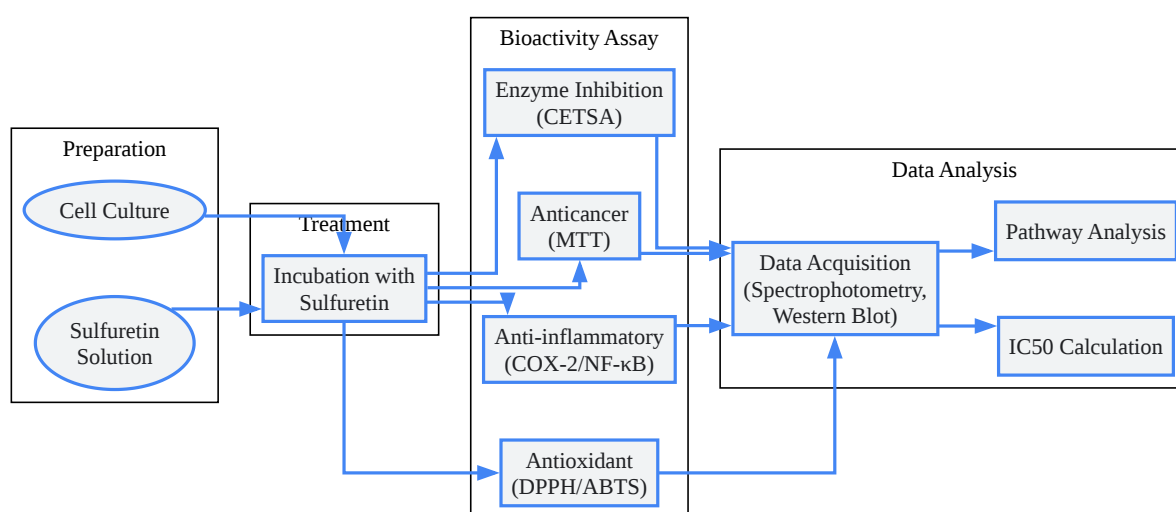 Preparation
Cell Culture
Sulfuretin
Solution
Treatment
Incubation with
Sulfuretin
Bioactivity Assay
Enzyme Inhibition
(CETSA)
Anticancer
(MTT)
Anti-inflammatory
(COX-2/NF-κB)
Antioxidant
(DPPH/ABTS)
Data Analysis
Data Acquisition
(Spectrophotometry,
Western Blot)
Pathway Analysis
IC50 Calculation